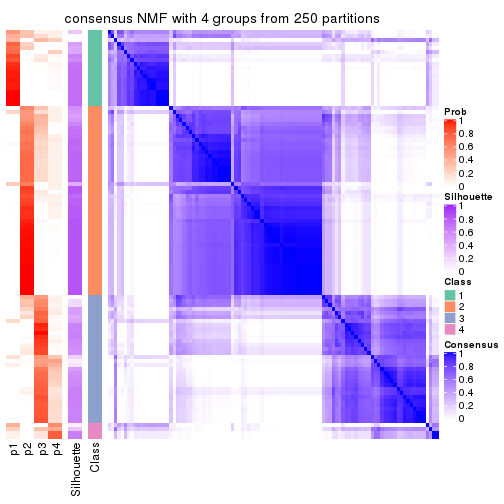 consensus NMF with 4 groups from 250 partitions
Prob
1
0.8
0.6
0.4
0.2
0
Silhouette
1
0.8
0.6
0.4
0.2
0
Class
1
2
3
4
Consensus
1
0.8
0.6
0.4
0.2
0
p1
p2
p3
p4
Silhouette
Class